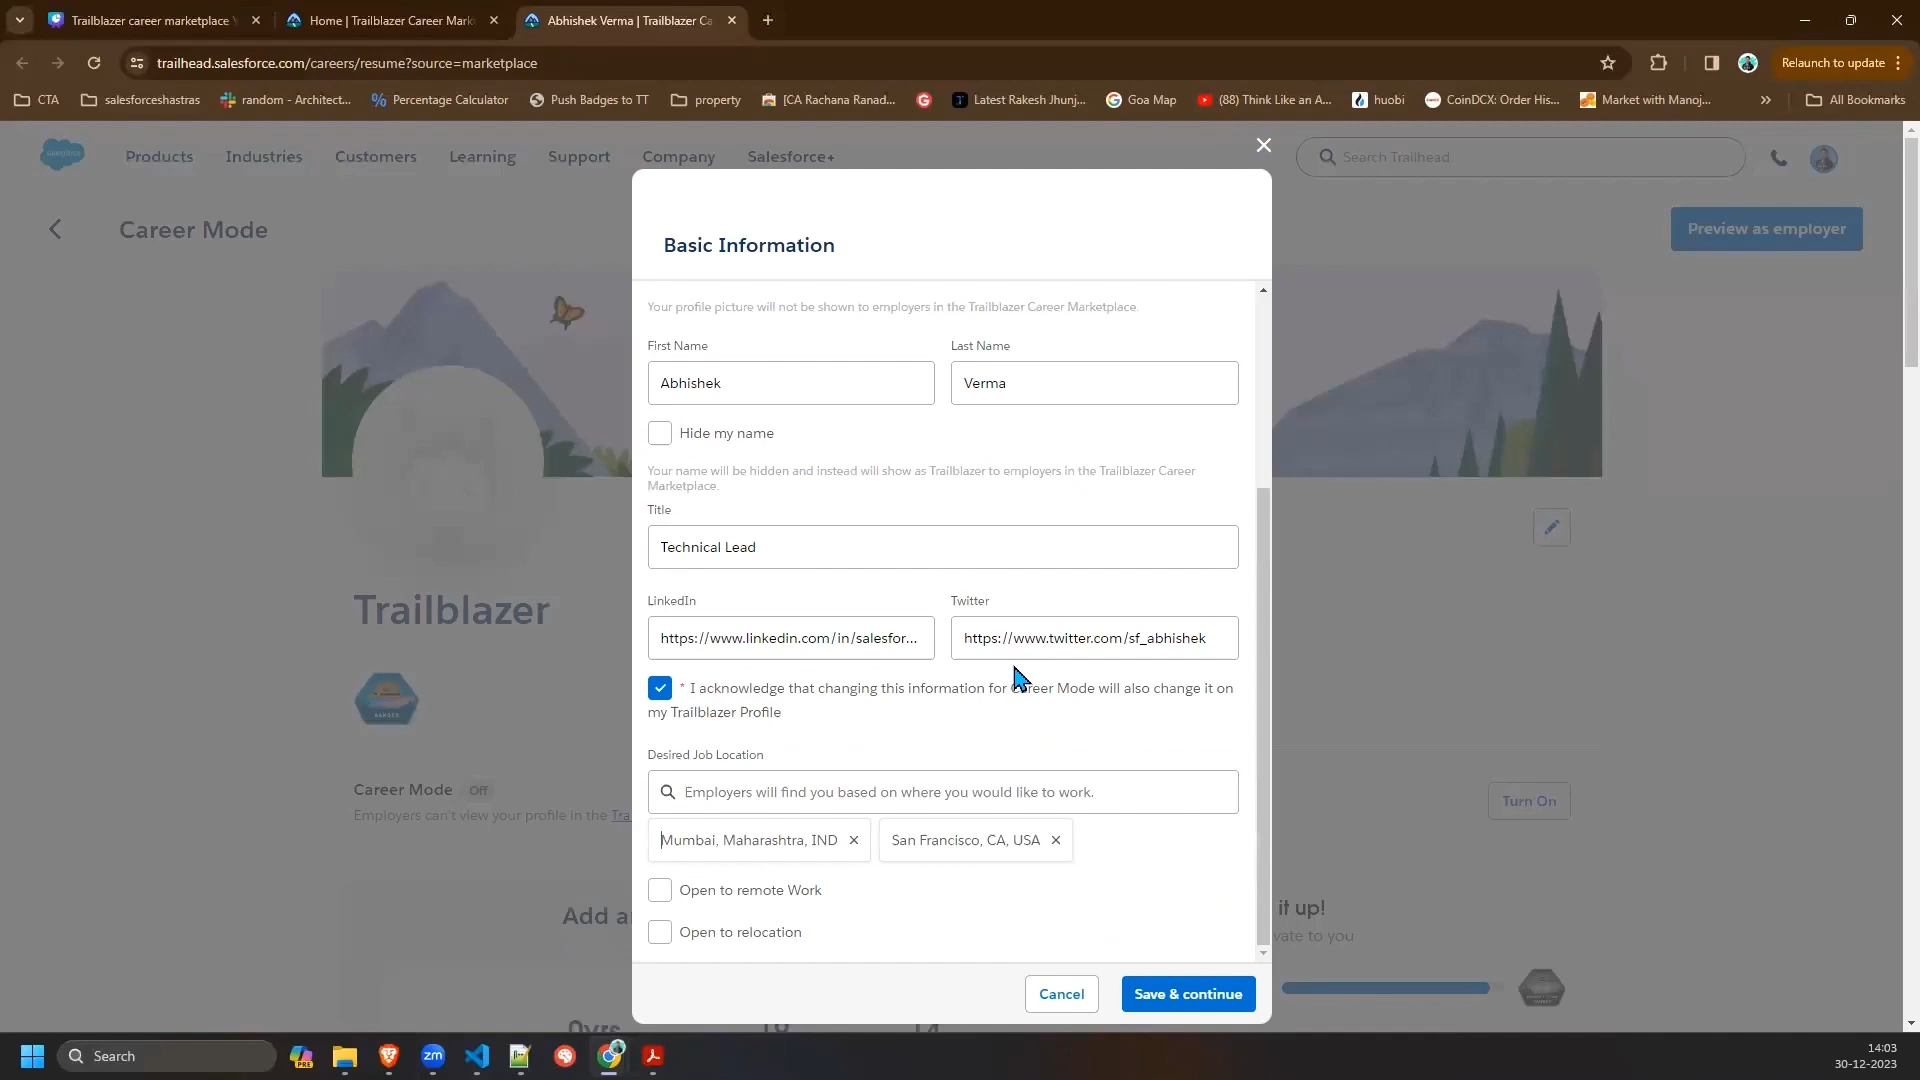 Trailblazer career marketplace
Home | Trailblazer Career Mark
Abhishek Verma | Trailblazer Ca
trailhead.salesforce.com/careers/resume?source=marketplace
Relaunch to update
CTA
salesforceshastras
random - Architect...
Percentage Calculator
Push Badges to TT
property
[CA Rachana Ranad...
Latest Rakesh Jhunj...
Goa Map
(88) Think Like an A...
huobi
CoinDCX: Order His...
Market with Manoj...
All Bookmarks
salesforce
Products
Industries
Customers
Learning
Support
Company
Salesforce+
Search Trailhead
Career Mode
Preview as employer
Basic Information
Your profile picture will not be shown to employers in the Trailblazer Career Marketplace.
First Name
Last Name
Abhishek
Verma
Hide my name
Your name will be hidden and instead will show as Trailblazer to employers in the Trailblazer Career
Marketplace.
Title
Technical Lead
LinkedIn
Twitter
https://www.linkedin.com/in/salesfor...
https://www.twitter.com/sf_abhishek
* I acknowledge that changing this information for Career Mode will also change it on
my Trailblazer Profile
Desired Job Location
Employers will find you based on where you would like to work.
Mumbai, Maharashtra, IND
San Francisco, CA, USA
Open to remote Work
Open to relocation
Cancel
Save & continue
Trailblazer
RANGER
Career Mode
Off
Employers can't view your profile in the Tra
Turn On
Add a
it up!
vate to you
0yrs
Search
14:03
30-12-2023